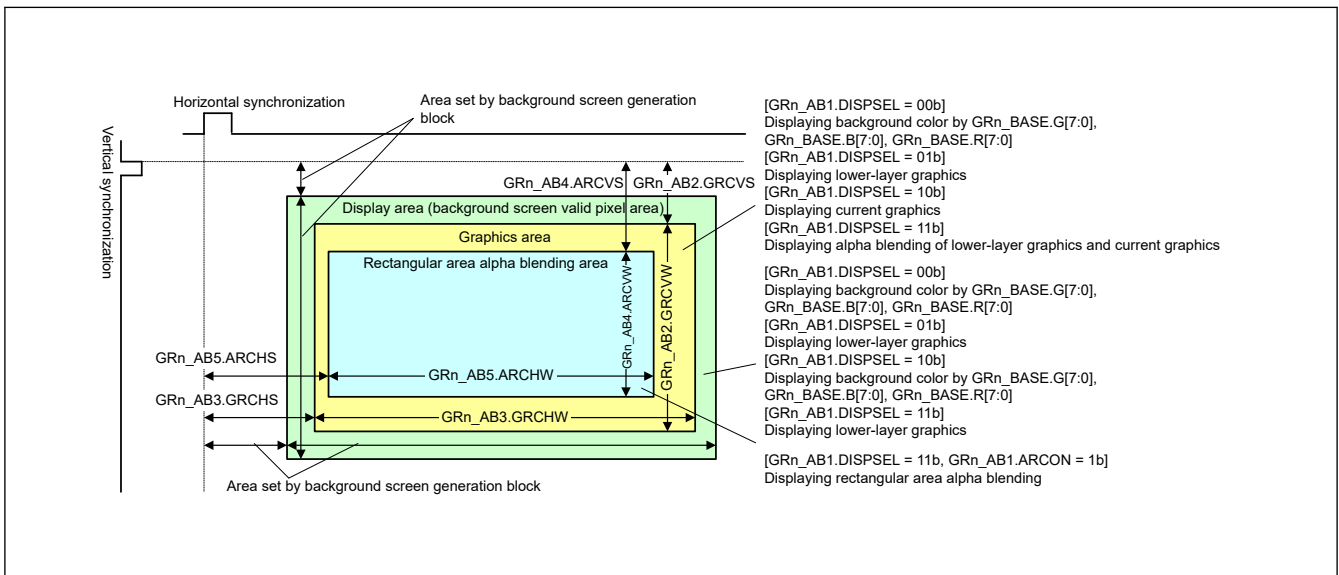 Horizontal synchronization
Area set by background screen generation
block
Vertical synchronization
GRn_AB4.ARCVS
GRn_AB2.GRCVS
Display area (background screen valid pixel area)
Graphics area
Rectangular area alpha blending area
GRn_AB4.ARCVW
GRn_AB2.GRCVW
GRn_AB5.ARCHS
GRn_AB5.ARCHW
GRn_AB3.GRCHS
GRn_AB3.GRCHW
Area set by background screen generation block
[GRn_AB1.DISPSEL = 00b]
Displaying background color by GRn_BASE.G[7:0],
GRn_BASE.B[7:0], GRn_BASE.R[7:0]
[GRn_AB1.DISPSEL = 01b]
Displaying lower-layer graphics
[GRn_AB1.DISPSEL = 10b]
Displaying current graphics
[GRn_AB1.DISPSEL = 11b]
Displaying alpha blending of lower-layer graphics and current graphics
[GRn_AB1.DISPSEL = 00b]
Displaying background color by GRn_BASE.G[7:0],
GRn_BASE.B[7:0], GRn_BASE.R[7:0]
[GRn_AB1.DISPSEL = 01b]
Displaying lower-layer graphics
[GRn_AB1.DISPSEL = 10b]
Displaying background color by GRn_BASE.G[7:0],
GRn_BASE.B[7:0], GRn_BASE.R[7:0]
[GRn_AB1.DISPSEL = 11b]
Displaying lower-layer graphics
[GRn_AB1.DISPSEL = 11b, GRn_AB1.ARCON = 1b]
Displaying rectangular area alpha blending